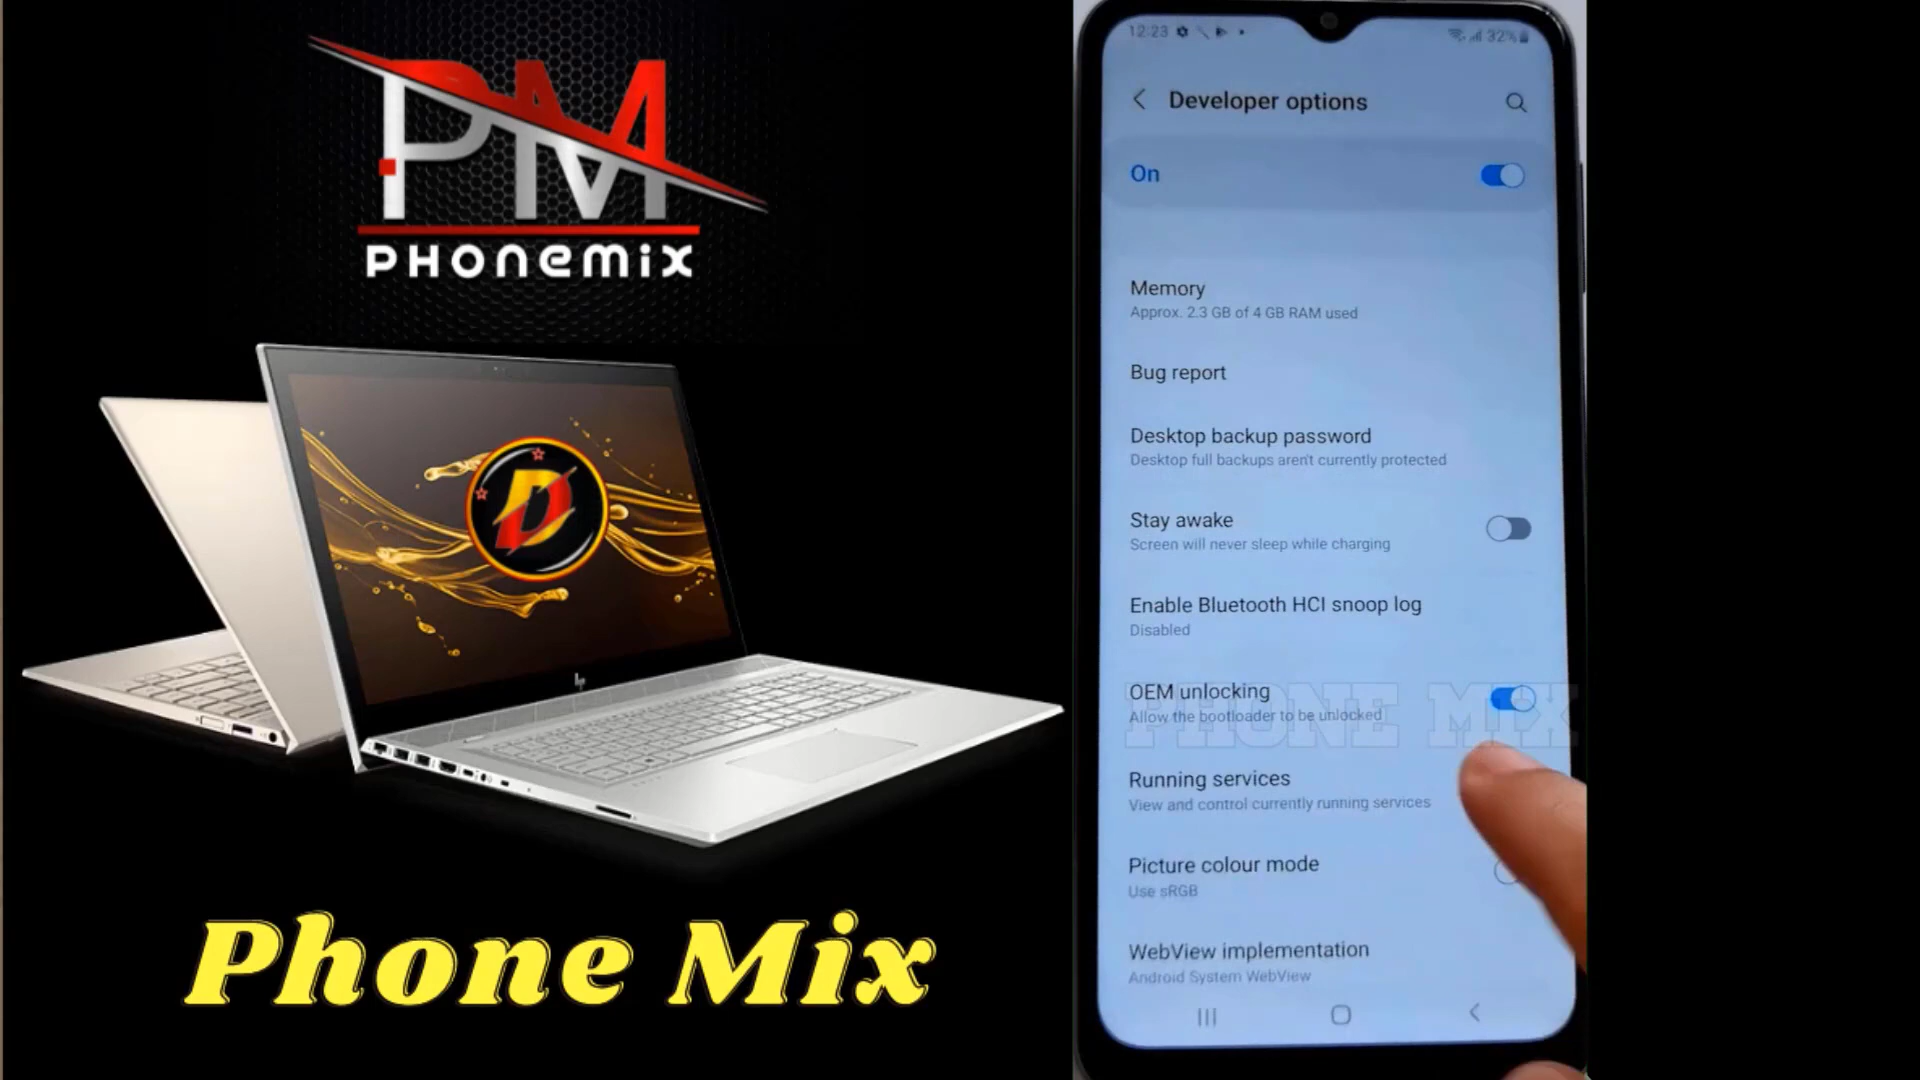 PM
PHONEMIX
D
hp
Phone Mix
12:23
32%
Developer options
On
Memory
Approx. 2.3 GB of 4 GB RAM used
Bug report
Desktop backup password
Desktop full backups aren't currently protected
Stay awake
Screen will never sleep while charging
Enable Bluetooth HCI snoop log
Disabled
OEM unlocking
Allow the bootloader to be unlocked
PHONE MIX
Running services
View and control currently running services
Picture colour mode
Use sRGB
WebView implementation
Android System WebView